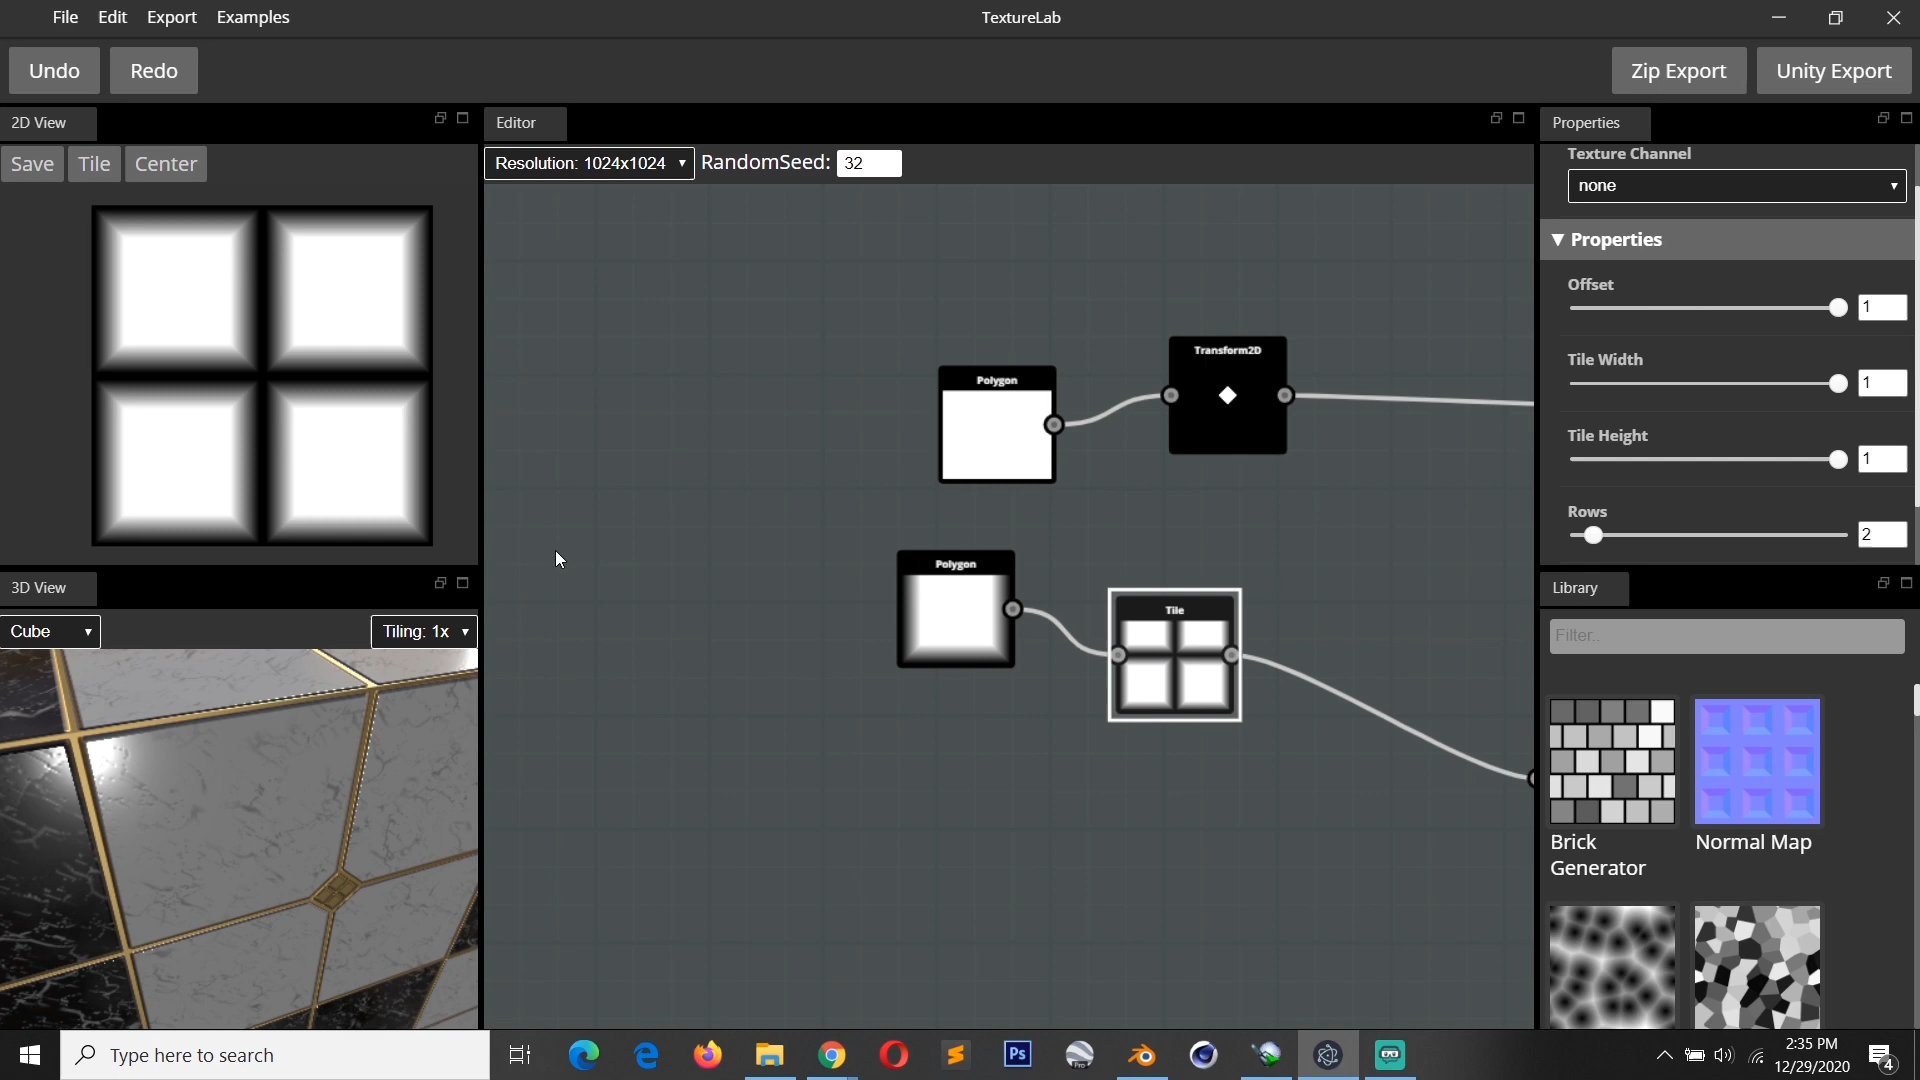 File Edit Export Examples
TextureLab
Undo Redo
Zip Export Unity Export
2D View
Save Tile Center
Editor
Resolution: 1024x1024 RandomSeed: 32
Polygon
Transform2D
Polygon
Tile
Properties
Texture Channel
none
Properties
Offset
1
Tile Width
1
Tile Height
1
Rows
2
3D View
Cube Tiling: 1x
Library
Filter..
Brick
Generator
Normal Map
Type here to search
Ps
Pro
2:35 PM
12/29/2020
4